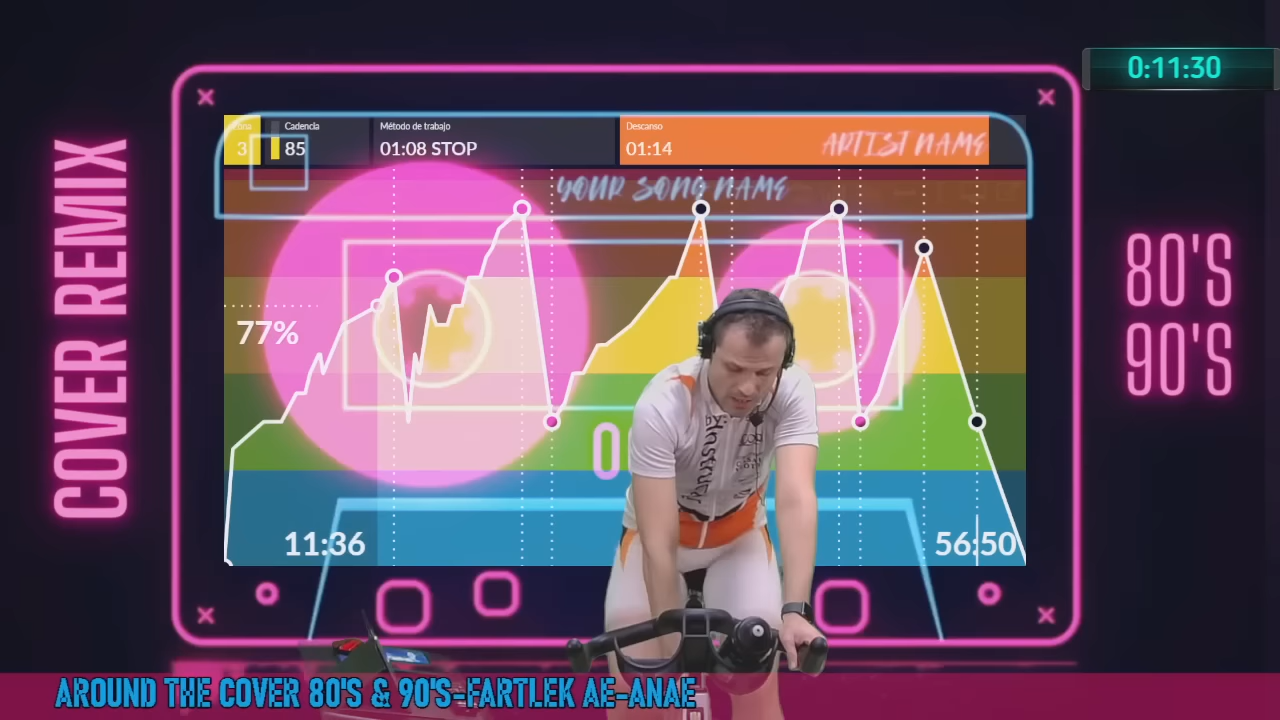 0:11:30
Cadencia
Método de trabajo
Descanso
3
85
01:08 STOP
01:14
ARTIST NAME
YOUR SONG NAME
COVER REMIX
80'S
90'S
77%
11:36
56:50
AROUND THE COVER 80'S & 90'S-FARTLEK AE-ANAE